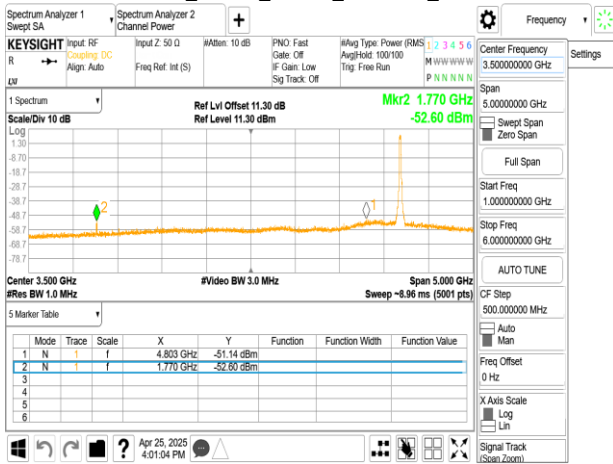 Spectrum Analyzer 1
Swept SA
Spectrum Analyzer 2
Channel Power
+
Frequency
KEYSIGHT
Input: RF
Coupling: DC
Align: Auto
Input Z: 50 Ω
Freq Ref: Int (S)
#Atten: 10 dB
PNO: Fast
Gate: Off
IF Gain: Low
Sig Track: Off
#Avg Type: Power (RMS
Avg|Hold: 100/100
Trig: Free Run
1 2 3 4 5 6
M W W W W W
P N N N N N
R
LXI
1 Spectrum
Scale/Div 10 dB
Ref Lvl Offset 11.30 dB
Ref Level 11.30 dBm
Mkr2 1.770 GHz
-52.60 dBm
Log
1.30
-8.70
-18.7
-28.7
-38.7
-48.7
-58.7
-68.7
-78.7
2
1
Center 3.500 GHz
#Video BW 3.0 MHz
Span 5.000 GHz
#Res BW 1.0 MHz
Sweep ~8.96 ms (5001 pts)
5 Marker Table
Mode Trace Scale X Y Function Function Width Function Value
1 N 1 f 4.803 GHz -51.14 dBm
2 N 1 f 1.770 GHz -52.60 dBm
3
4
5
6
Apr 25, 2025
4:01:04 PM
?
Center Frequency
3.500000000 GHz
Span
5.00000000 GHz
Swept Span
Zero Span
Full Span
Start Freq
1.000000000 GHz
Stop Freq
6.000000000 GHz
AUTO TUNE
CF Step
500.000000 MHz
Auto
Man
Freq Offset
0 Hz
X Axis Scale
Log
Lin
Signal Track
(Span Zoom)
Settings